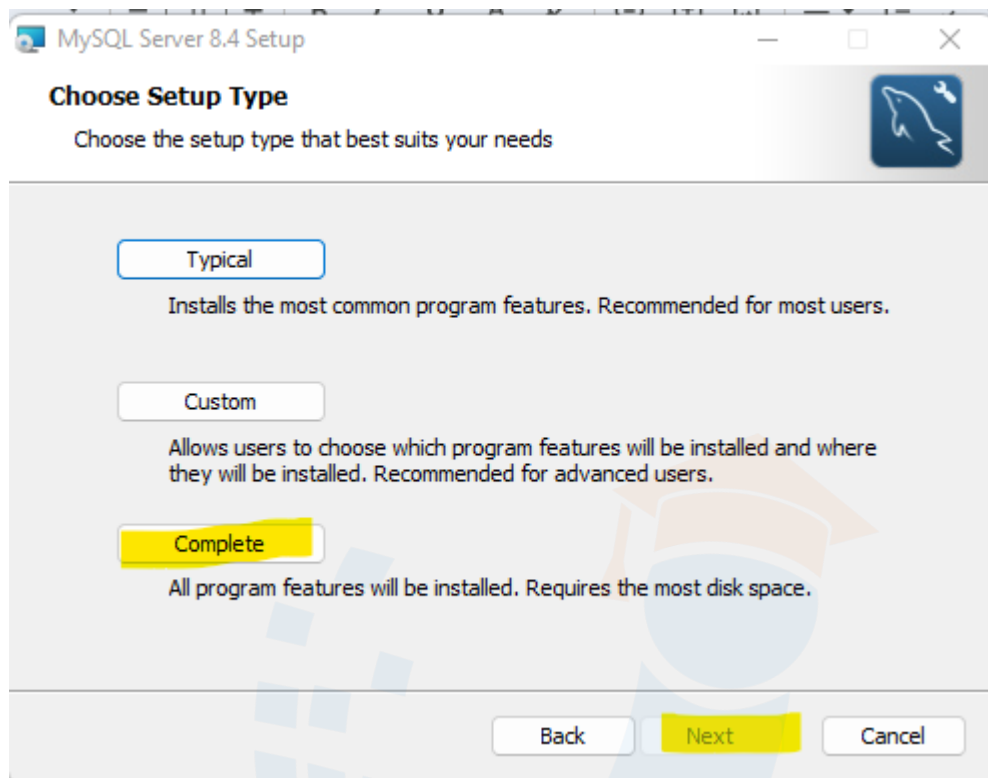 MySQL Server 8.4 Setup
Choose Setup Type
Choose the setup type that best suits your needs
Typical
Installs the most common program features. Recommended for most users.
Custom
Allows users to choose which program features will be installed and where
they will be installed. Recommended for advanced users.
Complete
All program features will be installed. Requires the most disk space.
Back Next Cancel